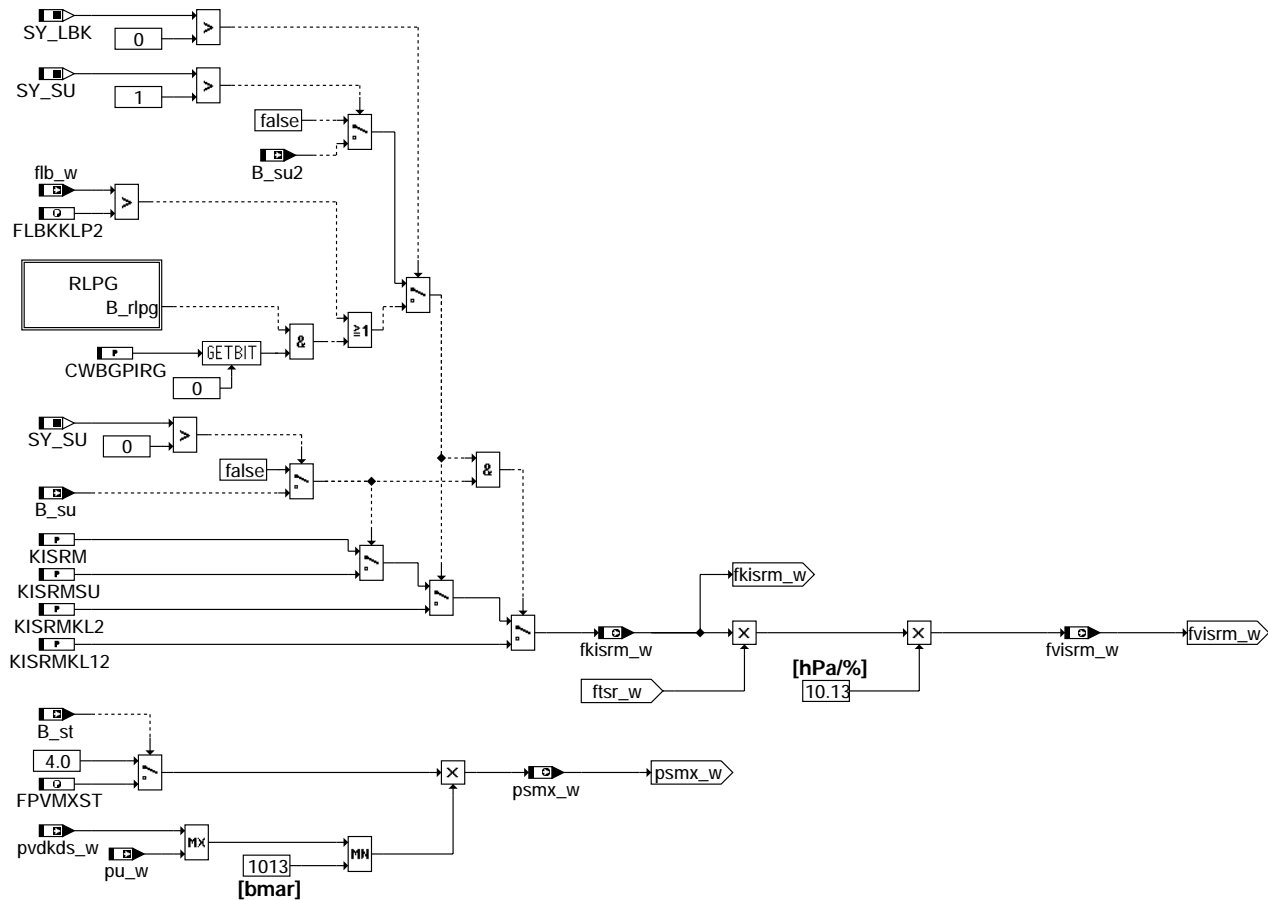 SY_LBK
0
>
SY_SU
1
>
false
B_su2
flb_w
>
FLBKKLP2
RLPG
B_rlpg
&
≥1
CWBGPIRG
GETBIT
0
SY_SU
0
>
false
&
B_su
KISRM
KISRMSU
KISRMKL2
KISRMKL12
fkisrm_w
fkisrm_w
ftsr_w
[hPa/%]
10.13
fvisrm_w
fvisrm_w
B_st
4.0
FPVMXST
psmx_w
psmx_w
pvdkds_w
pu_w
MX
1013
[bmar]
MN